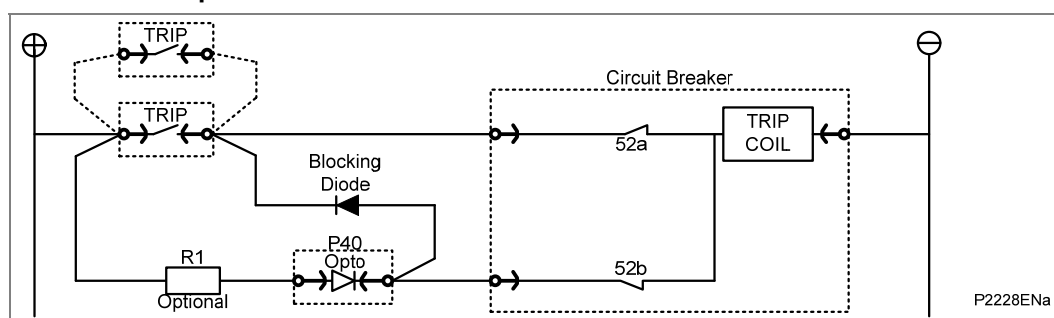 TRIP
TRIP
Circuit Breaker
TRIP
COIL
52a
Blocking
Diode
P40
Opto
R1
Optional
52b
P2228ENa